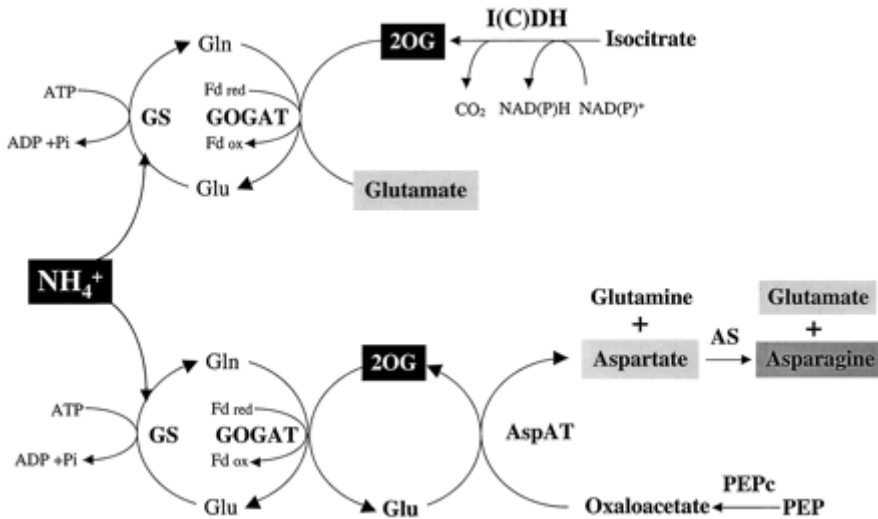 I(C)DH
Gln 2OG Isocitrate
ATP Fd red
GS GOGAT CO₂ NAD(P)H NAD(P)⁺
ADP +Pi Fd ox
Glu Glutamate
NH₄⁺
Glutamine Glutamate
+ AS +
Aspartate Asparagine
Gln 2OG
ATP Fd red
GS GOGAT AspAT
ADP +Pi Fd ox
PEPc
Glu Glu Oxaloacetate PEP